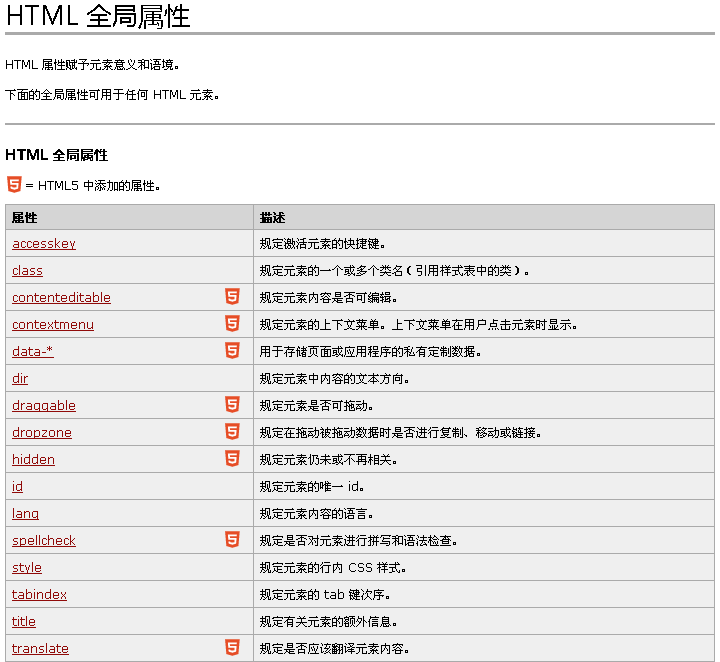 HTML 全局属性
HTML 属性赋予元素意义和语境。
下面的全局属性可用于任何 HTML 元素。
HTML 全局属性
5 = HTML5 中添加的属性。
属性 描述
accesskey 规定激活元素的快捷键。
class 规定元素的一个或多个类名（引用样式表中的类）。
contenteditable 5 规定元素内容是否可编辑。
contextmenu 5 规定元素的上下文菜单。上下文菜单在用户点击元素时显示。
data-* 5 用于存储页面或应用程序的私有定制数据。
dir 规定元素中内容的文本方向。
draggable 5 规定元素是否可拖动。
dropzone 5 规定在拖动被拖动数据时是否进行复制、移动或链接。
hidden 5 规定元素仍未或不再相关。
id 规定元素的唯一 id。
lang 规定元素内容的语言。
spellcheck 5 规定是否对元素进行拼写和语法检查。
style 规定元素的行内 CSS 样式。
tabindex 规定元素的 tab 键次序。
title 规定有关元素的额外信息。
translate 5 规定是否应该翻译元素内容。